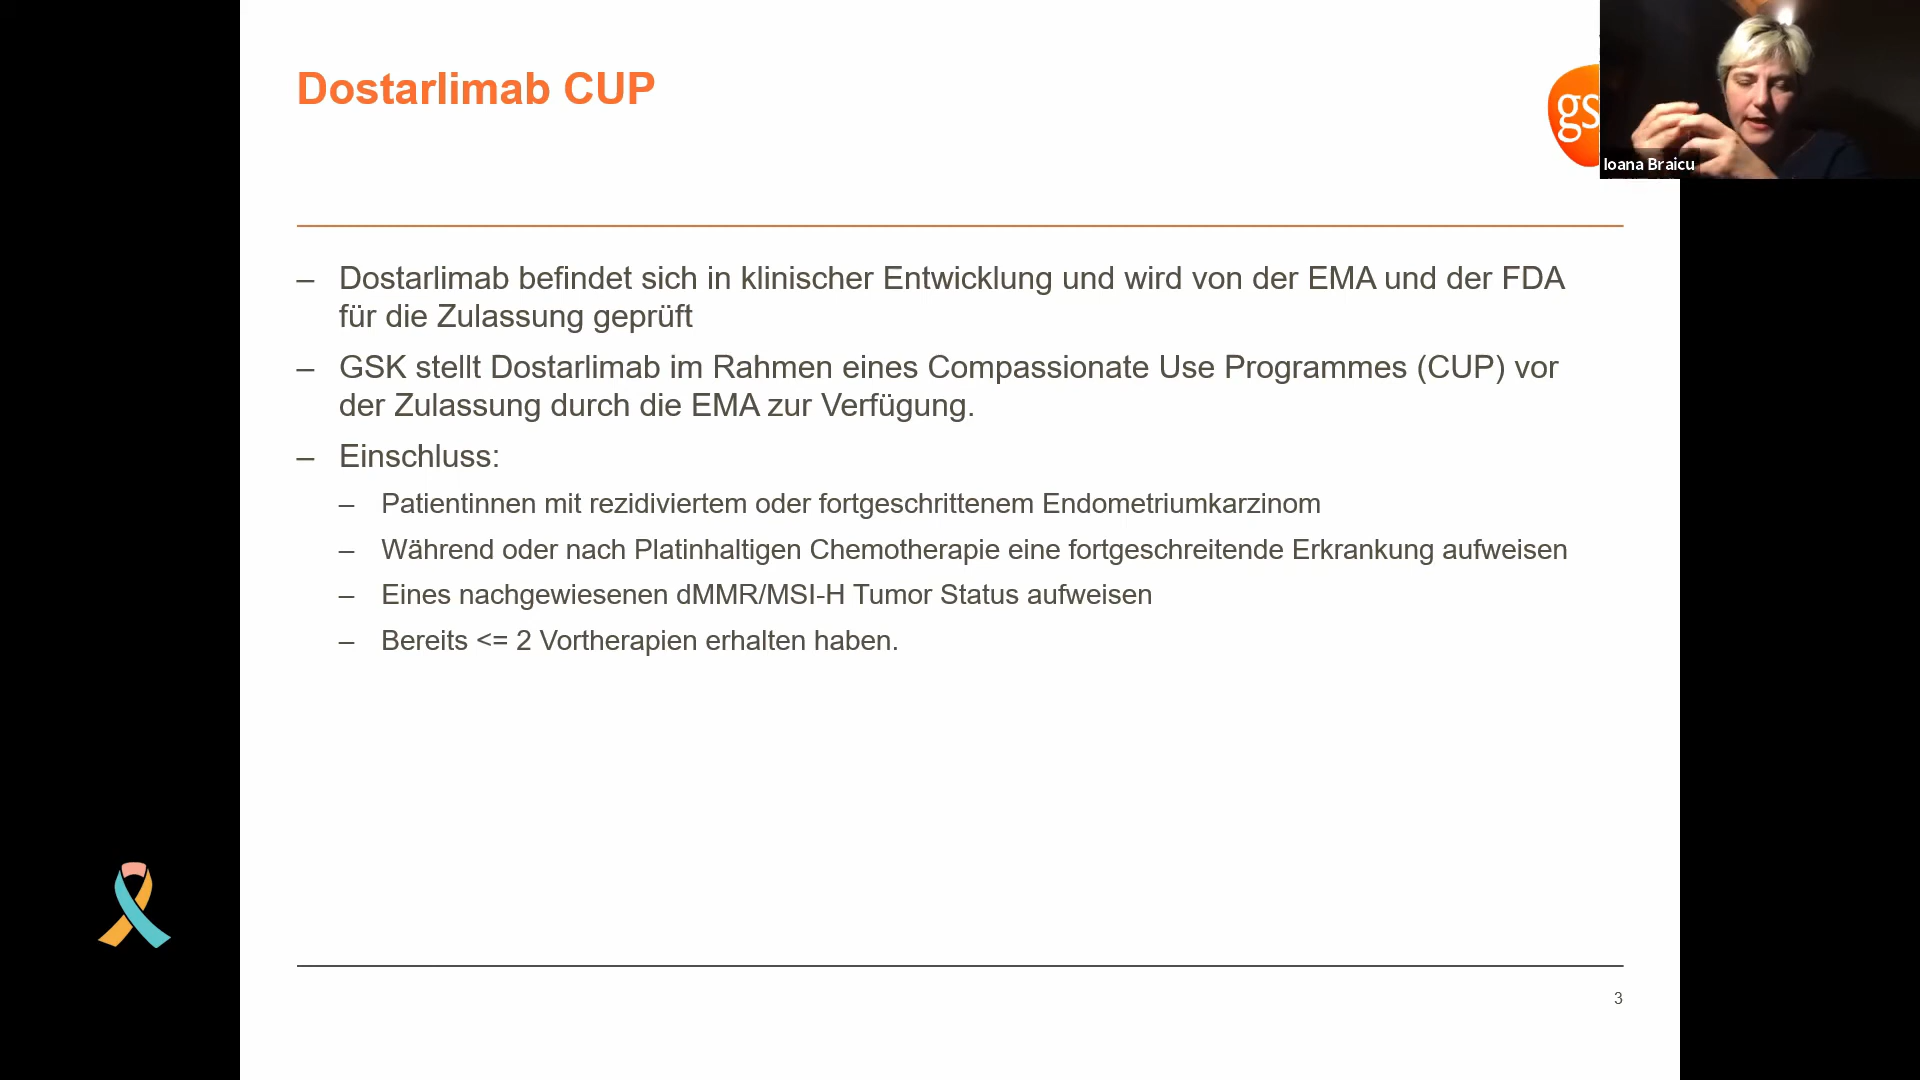 Dostarlimab CUP
gs
Ioana Braicu
– Dostarlimab befindet sich in klinischer Entwicklung und wird von der EMA und der FDA
für die Zulassung geprüft
– GSK stellt Dostarlimab im Rahmen eines Compassionate Use Programmes (CUP) vor
der Zulassung durch die EMA zur Verfügung.
– Einschluss:
– Patientinnen mit rezidiviertem oder fortgeschrittenem Endometriumkarzinom
– Während oder nach Platinhaltigen Chemotherapie eine fortgeschreitende Erkrankung aufweisen
– Eines nachgewiesenen dMMR/MSI-H Tumor Status aufweisen
– Bereits <= 2 Vortherapien erhalten haben.
3